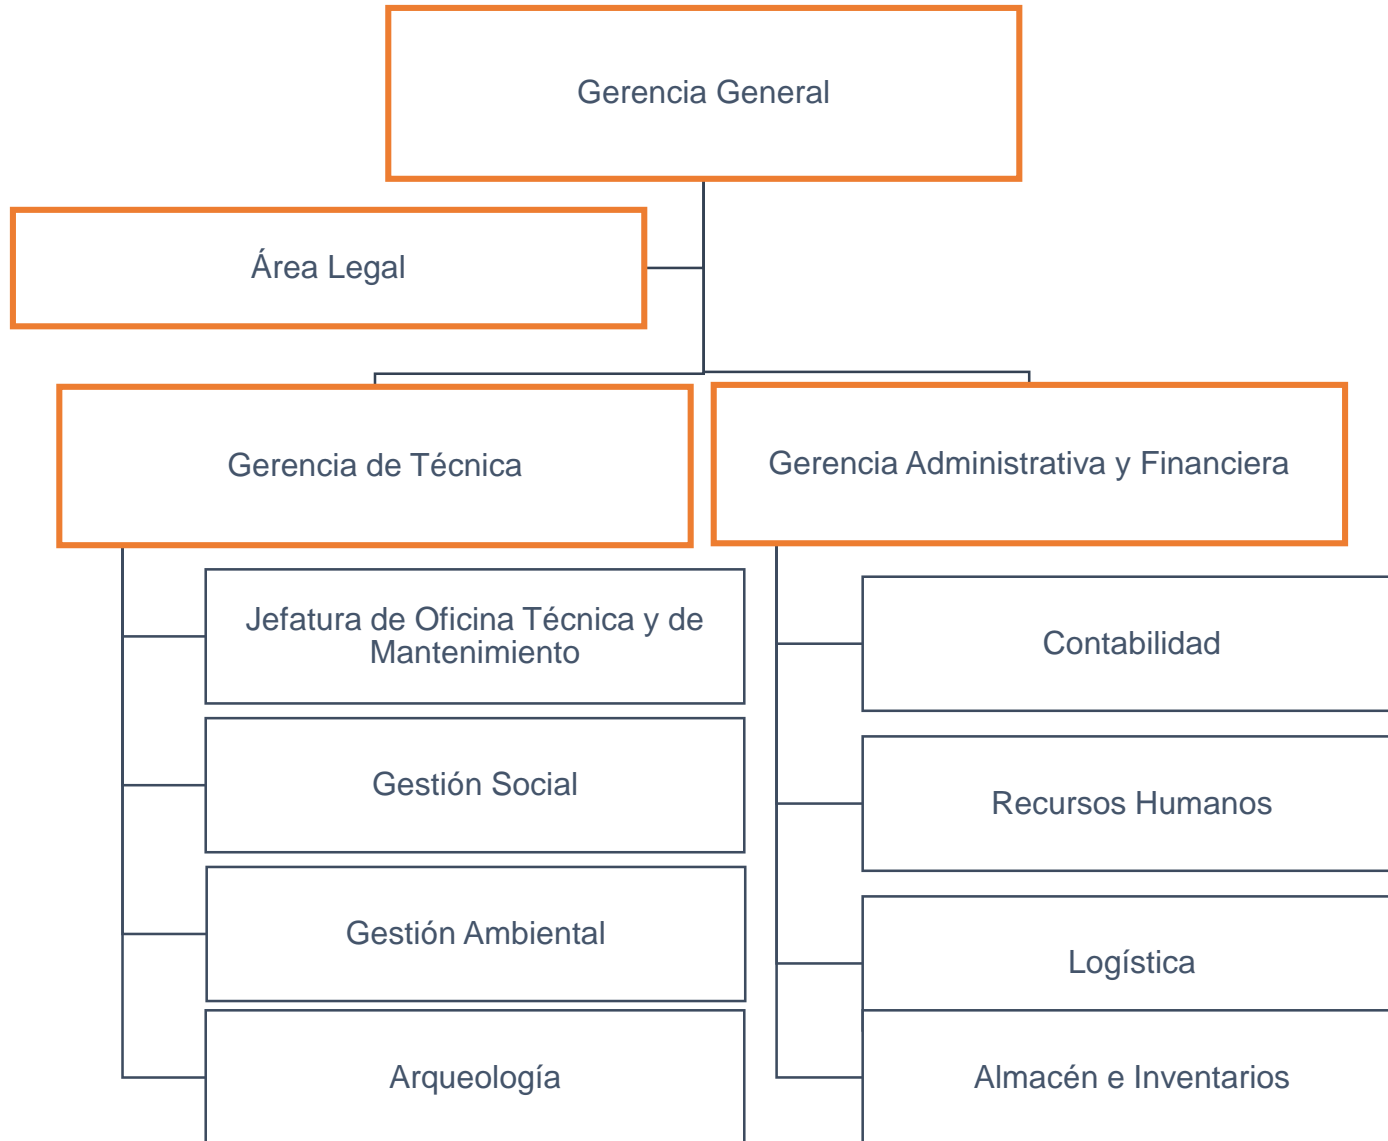 Gerencia General
Área Legal
Gerencia de Técnica
Gerencia Administrativa y Financiera
Jefatura de Oficina Técnica y de
Mantenimiento
Contabilidad
Gestión Social
Recursos Humanos
Gestión Ambiental
Logística
Arqueología
Almacén e Inventarios